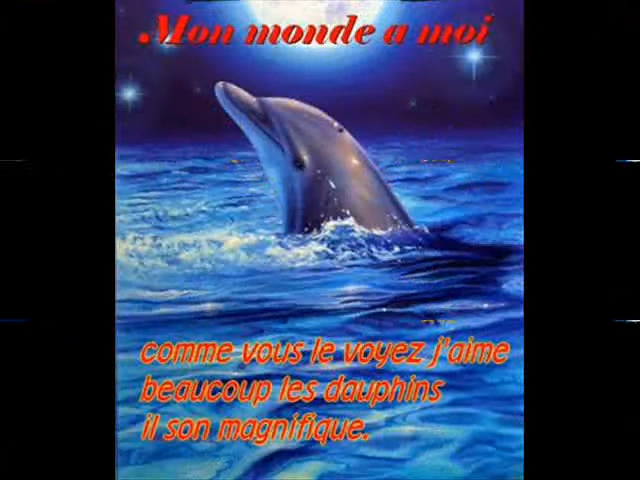 Mon monde a moi
comme vous le voyez j'aime
beaucoup les dauphins
il son magnifique.